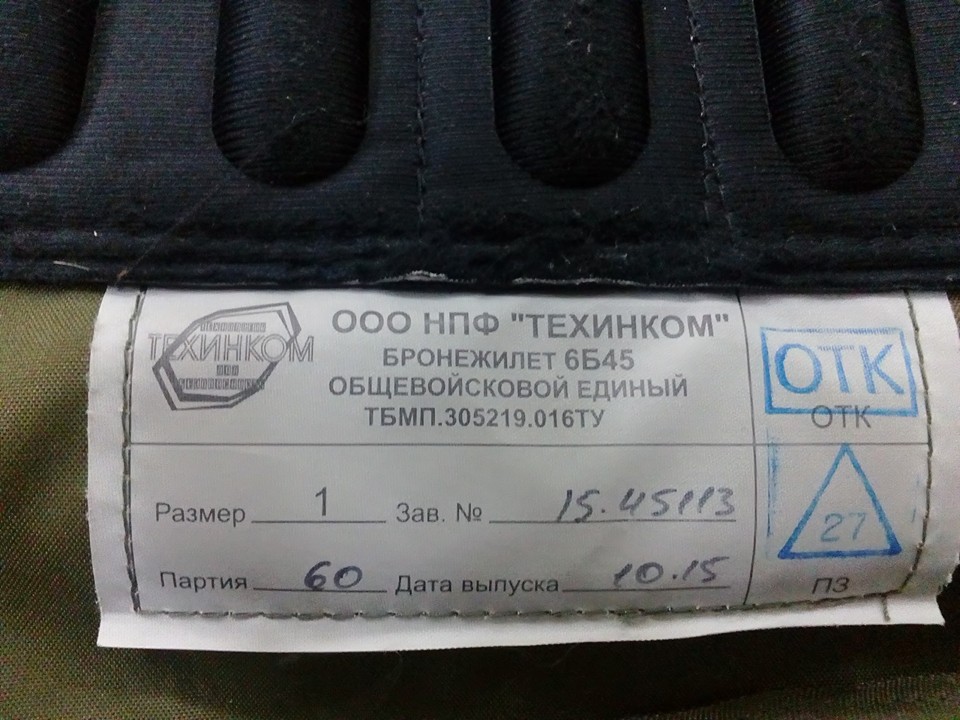 ТЕХИНКОМ
ООО НПФ "ТЕХИНКОМ"
БРОНЕЖИЛЕТ 6Б45
ОБЩЕВОЙСКОВОЙ ЕДИНЫЙ
ТБМП.305219.016ТУ
ОТК
ОТК
Размер 1 Зав. № 15.45113
27
Партия 60 Дата выпуска 10.15
ПЗ